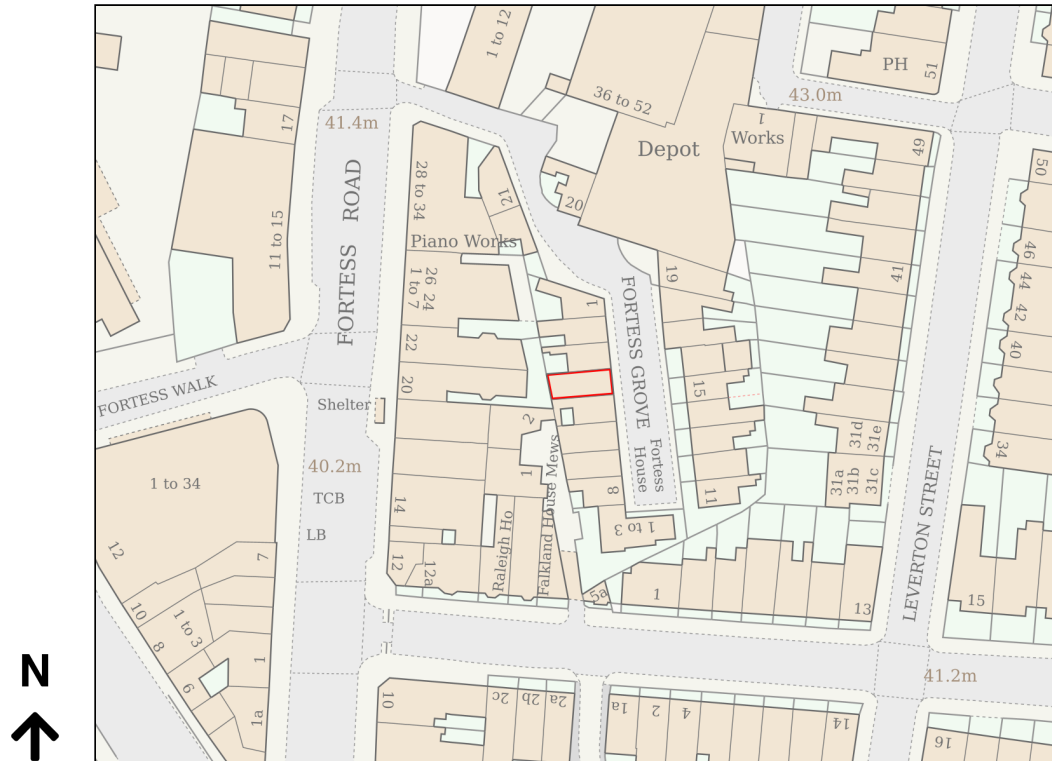 1 to 12
PH
51
36 to 52
43.0m
17
41.4m
1
Works
Depot
49
50
28 to 34
21
20
FORTESS ROAD
11 to 15
Piano Works
46
44
42
40
41
19
26 24
1 to 7
1
FORTESS GROVE
22
20
15
FORTESS WALK
Shelter
2
31d
31e
34
Fortess
House
40.2m
1
31a
31b
31c
1 to 34
TCB
14
8
11
LB
Raleigh Ho
Falkland House Mews
1 to 3
LEVERTON STREET
12
7
12
12a
5a
1
13
15
10
1 to 3
8
1
6
1a
41.2m
N
10
2c
2b
2a
1a
2
4
14
16